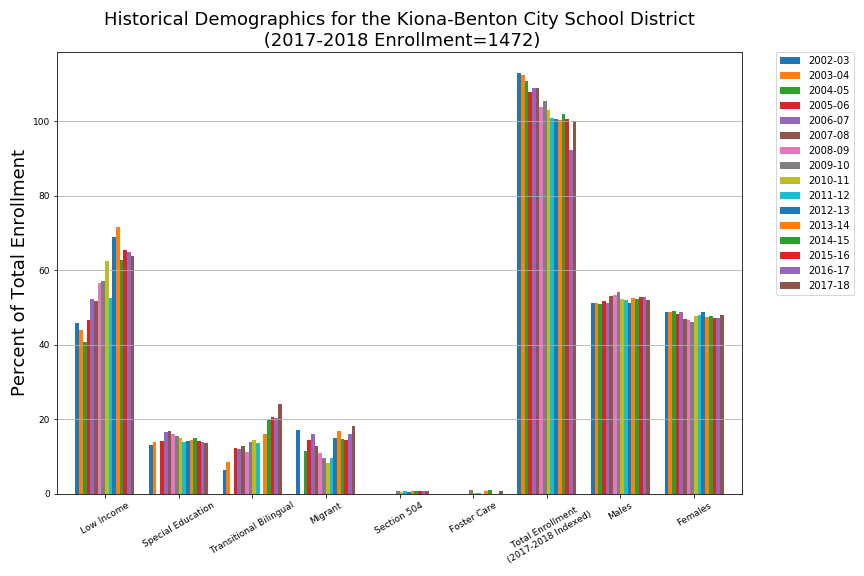 Historical Demographics for the Kiona-Benton City School District
(2017-2018 Enrollment=1472)
Percent of Total Enrollment
100
80
60
40
20
0
Low Income
Special Education
Transitional Bilingual
Migrant
Section 504
Foster Care
Total Enrollment
(2017-2018 Indexed)
Males
Females
2002-03
2003-04
2004-05
2005-06
2006-07
2007-08
2008-09
2009-10
2010-11
2011-12
2012-13
2013-14
2014-15
2015-16
2016-17
2017-18